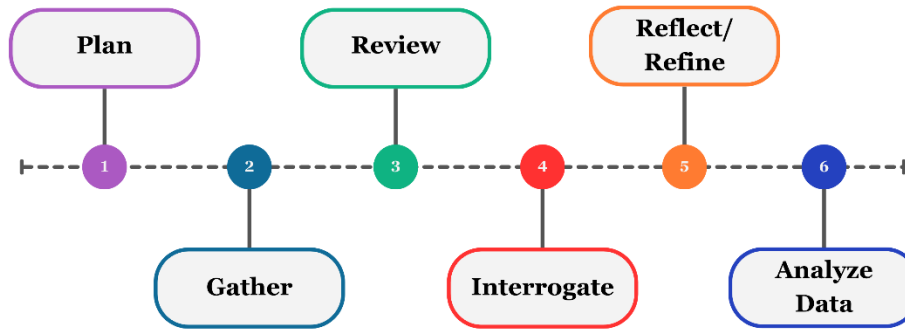 Plan
Review
Reflect/
Refine
1
2
3
4
5
6
Gather
Interrogate
Analyze
Data